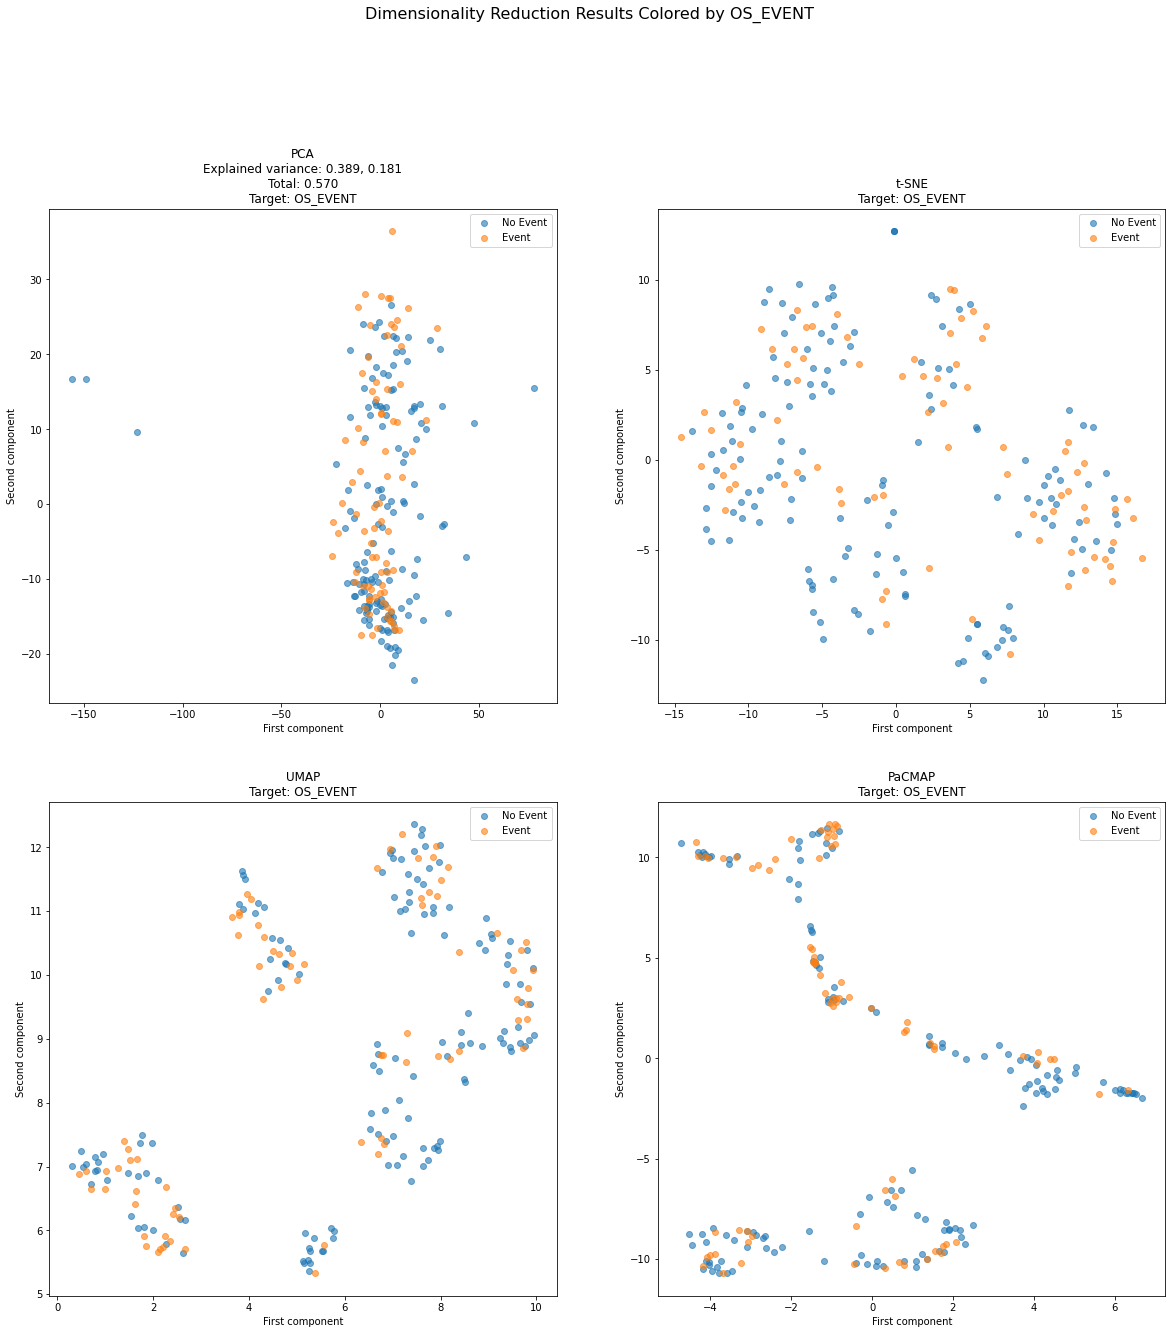 Dimensionality Reduction Results Colored by OS_EVENT
PCA
Explained variance: 0.389, 0.181
Total: 0.570
Target: OS_EVENT
No Event
Event
30
20
10
0
−10
−20
Second component
−150
−100
−50
0
50
First component
t-SNE
Target: OS_EVENT
No Event
Event
10
5
0
−5
−10
Second component
−15
−10
−5
0
5
10
15
First component
UMAP
Target: OS_EVENT
No Event
Event
12
11
10
9
8
7
6
5
Second component
0
2
4
6
8
10
First component
PaCMAP
Target: OS_EVENT
No Event
Event
10
5
0
−5
−10
Second component
−4
−2
0
2
4
6
First component